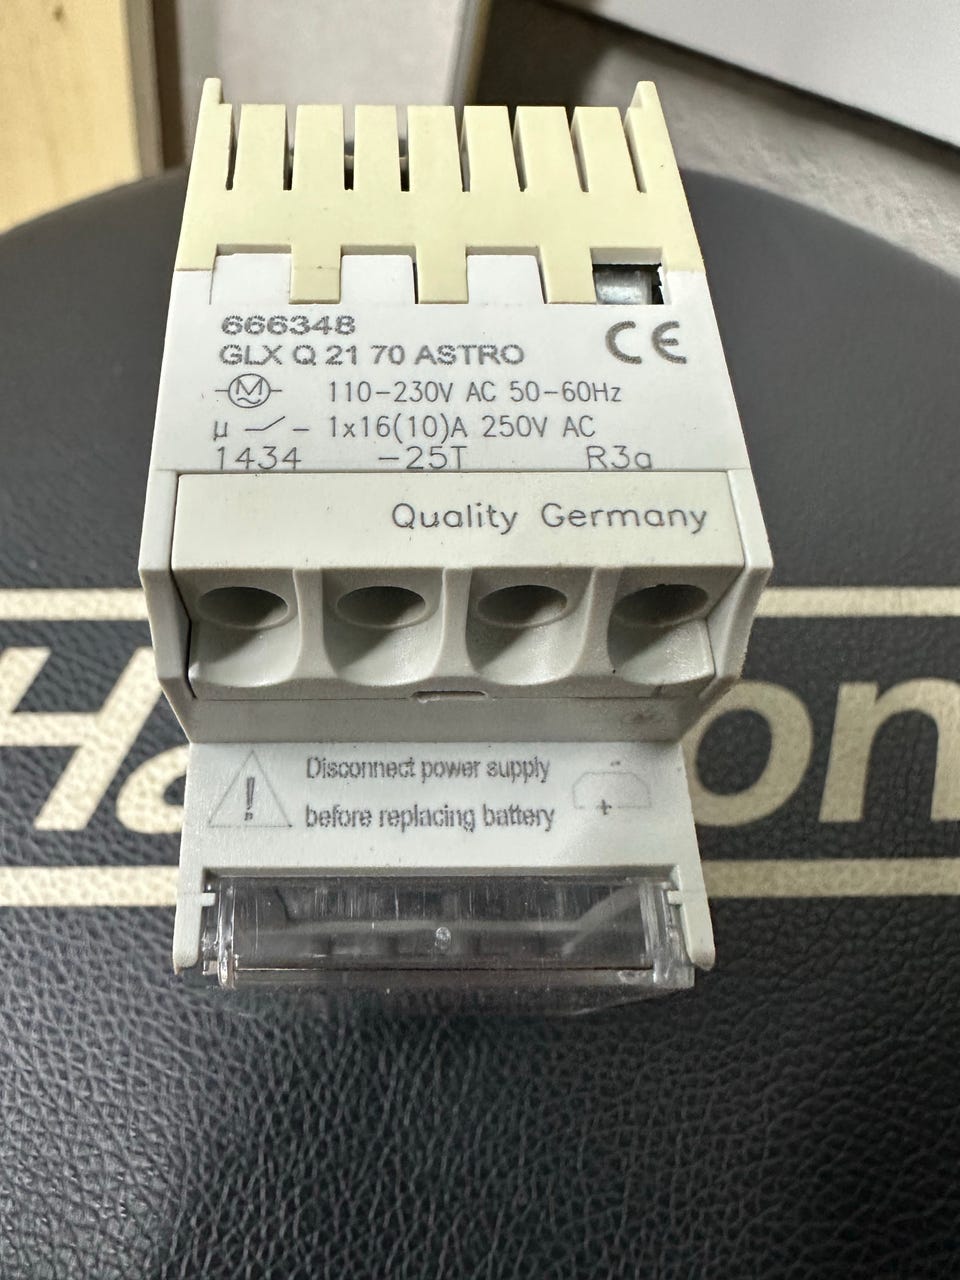 666348
GLX Q 21 70 ASTRO
CE
M 110-230V AC 50-60Hz
µ 1x16(10)A 250V AC
1434 -25T R3a
Quality Germany
Disconnect power supply
before replacing battery
- +